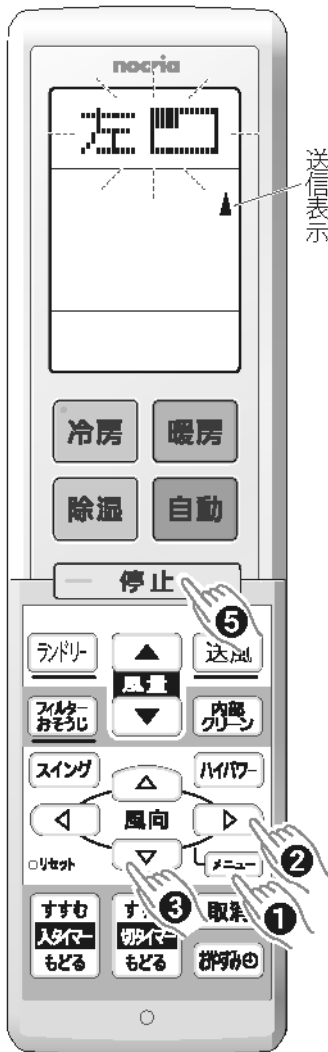 nocria
左
送信表示
冷房
暖房
除湿
自動
停止
5
ランドリー
風量
送風
フィルター
おそうじ
内部
クリーン
スイング
ハイパワー
風向
2
リセット
メニュー
3
1
すすむ
入タイマー
もどる
切タイマー
もどる
おやすみ